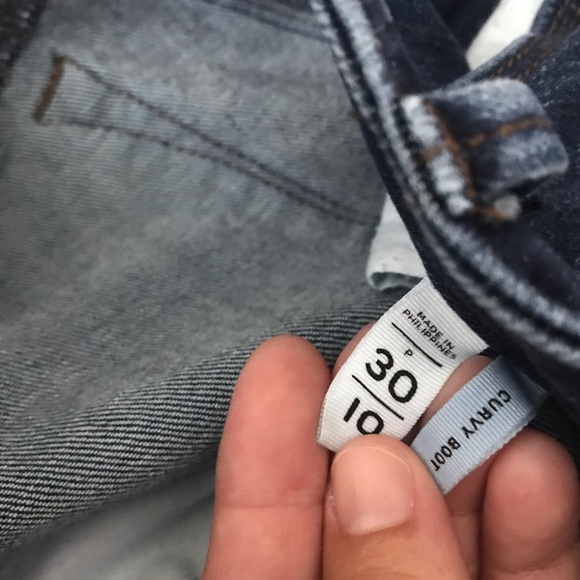 MADE IN
PHILIPPINES
P
30
10
CURVY BOOT